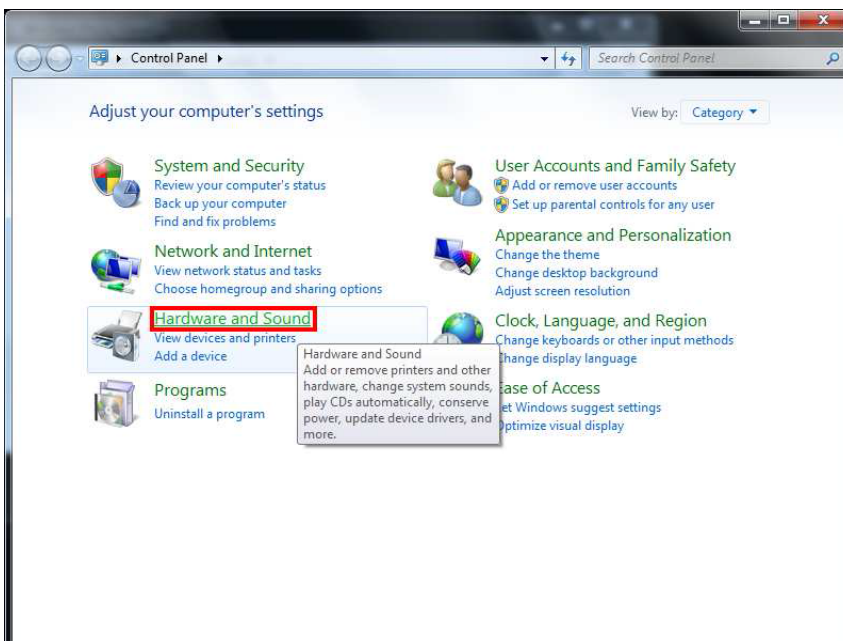 Control Panel
Search Control Panel
Adjust your computer's settings
View by: Category
System and Security
Review your computer's status
Back up your computer
Find and fix problems
Network and Internet
View network status and tasks
Choose homegroup and sharing options
Hardware and Sound
View devices and printers
Add a device
Programs
Uninstall a program
User Accounts and Family Safety
Add or remove user accounts
Set up parental controls for any user
Appearance and Personalization
Change the theme
Change desktop background
Adjust screen resolution
Clock, Language, and Region
Change keyboards or other input methods
Change display language
Ease of Access
Windows suggest settings
visual display
Hardware and Sound
Add or remove printers and other
hardware, change system sounds,
play CDs automatically, conserve
power, update device drivers, and
more.